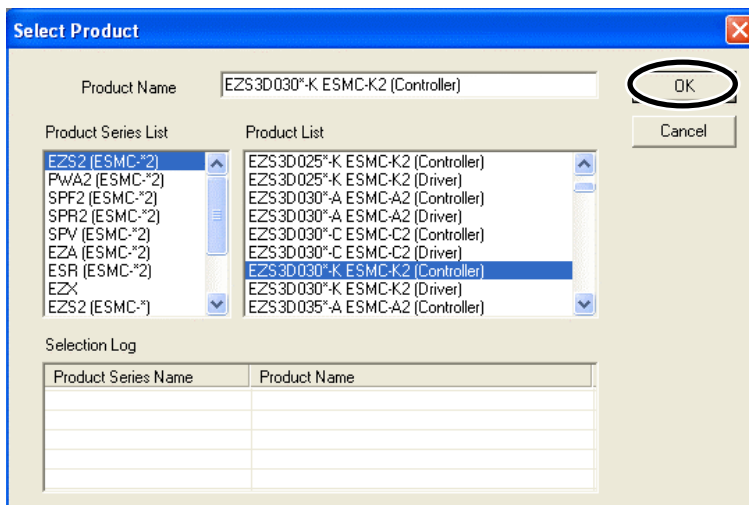 Select Product
Product Name
EZS3D030*-K ESMC-K2 (Controller)
OK
Cancel
Product Series List
EZS2 (ESMC-*2)
PWA2 (ESMC-*2)
SPF2 (ESMC-*2)
SPR2 (ESMC-*2)
SPV (ESMC-*2)
EZA (ESMC-*2)
ESR (ESMC-*2)
EZX
EZS2 (ESMC-*)
Product List
EZS3D025*-K ESMC-K2 (Controller)
EZS3D025*-K ESMC-K2 (Driver)
EZS3D030*-A ESMC-A2 (Controller)
EZS3D030*-A ESMC-A2 (Driver)
EZS3D030*-C ESMC-C2 (Controller)
EZS3D030*-C ESMC-C2 (Driver)
EZS3D030*-K ESMC-K2 (Controller)
EZS3D030*-K ESMC-K2 (Driver)
EZS3D035*-A ESMC-A2 (Controller)
Selection Log
Product Series Name
Product Name